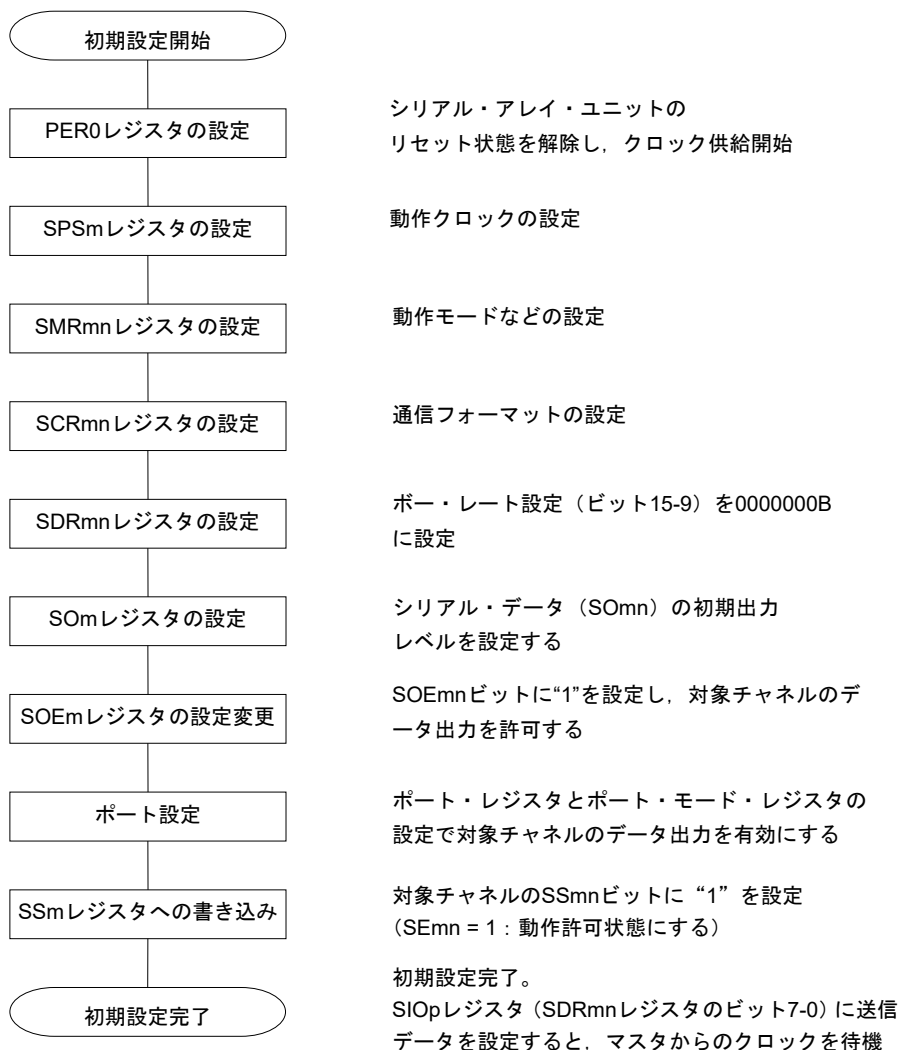 初期設定開始
PER0レジスタの設定
シリアル・アレイ・ユニットの
リセット状態を解除し，クロック供給開始
SPSmレジスタの設定
動作クロックの設定
SMRmnレジスタの設定
動作モードなどの設定
SCRmnレジスタの設定
通信フォーマットの設定
SDRmnレジスタの設定
ボー・レート設定（ビット15-9）を0000000B
に設定
SOmレジスタの設定
シリアル・データ（SOmn）の初期出力
レベルを設定する
SOEmレジスタの設定変更
SOEmnビットに“1”を設定し，対象チャネルのデ
ータ出力を許可する
ポート設定
ポート・レジスタとポート・モード・レジスタの
設定で対象チャネルのデータ出力を有効にする
SSmレジスタへの書き込み
対象チャネルのSSmnビットに“1”を設定
（SEmn = 1：動作許可状態にする）
初期設定完了
初期設定完了。
SIOpレジスタ（SDRmnレジスタのビット7-0）に送信
データを設定すると，マスタからのクロックを待機